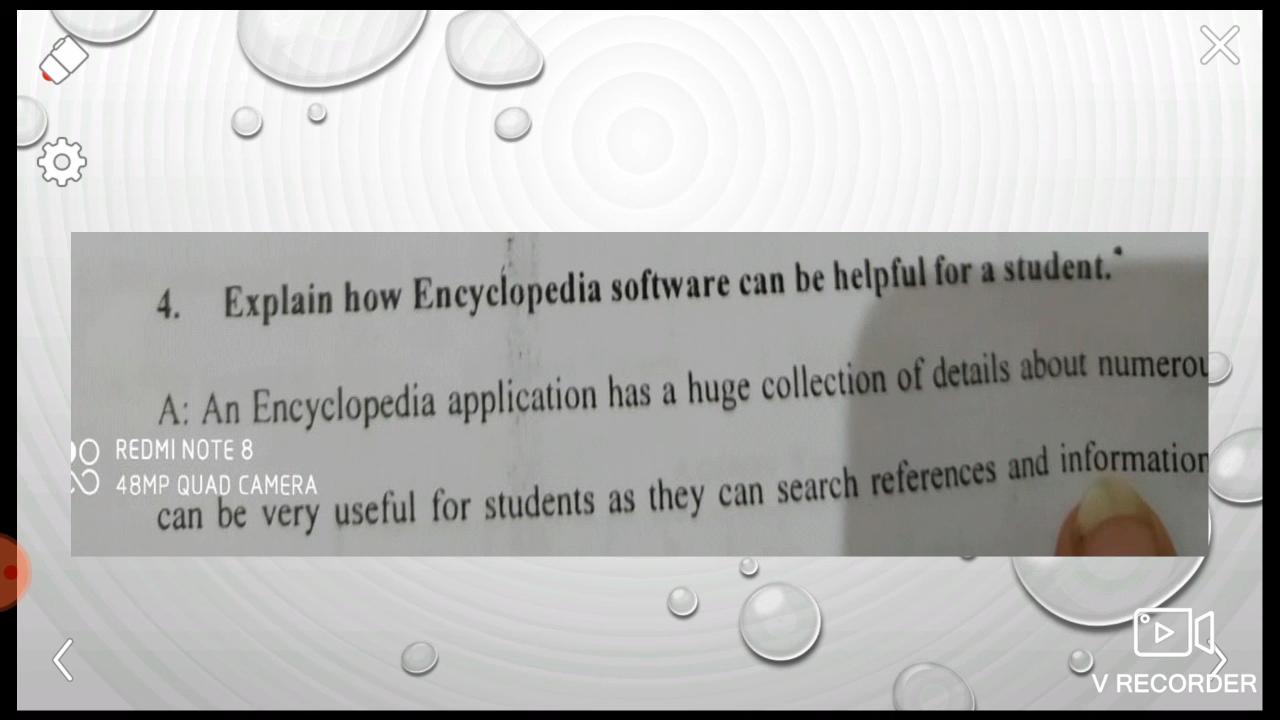 4. Explain how Encyclopedia software can be helpful for a student.
A: An Encyclopedia application has a huge collection of details about
REDMI NOTE 8
48MP QUAD CAMERA
can be very useful for students as they can search references and information
V RECORDER